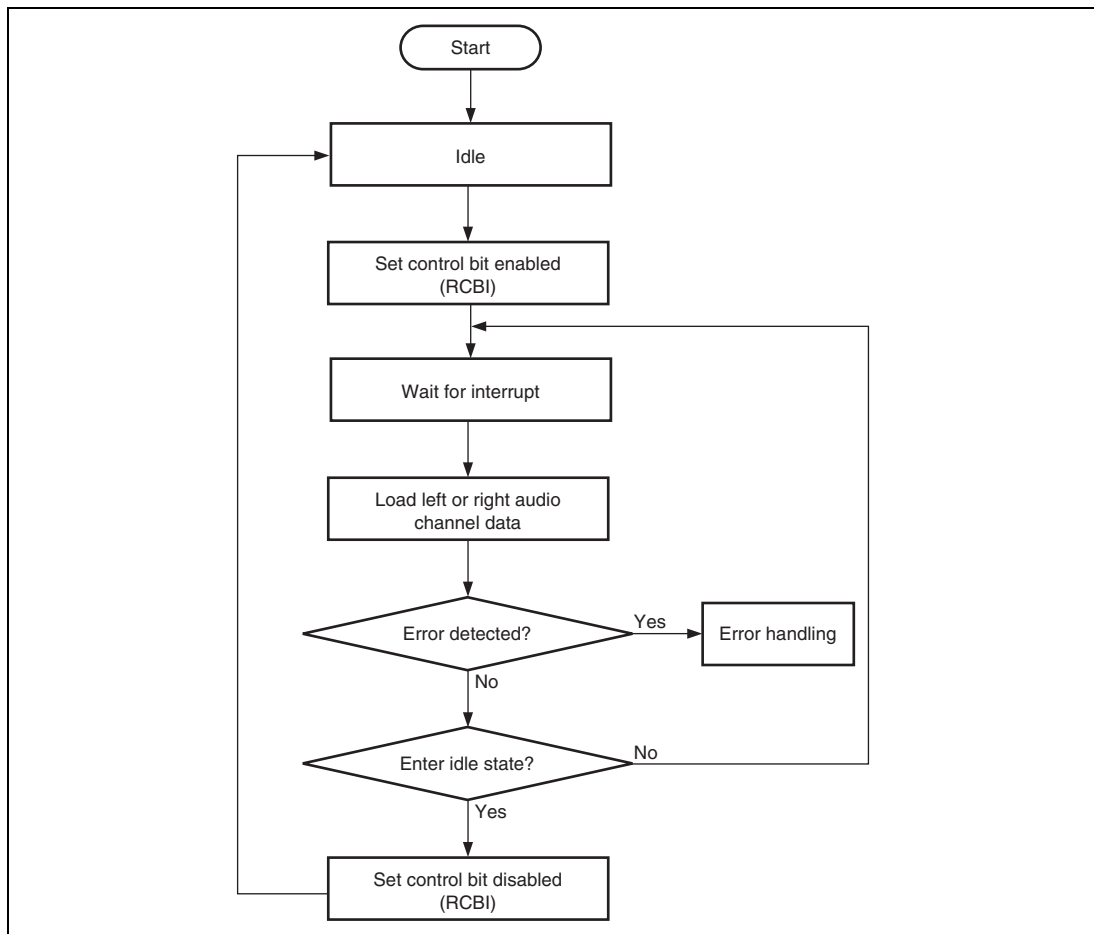 Start
Idle
Set control bit enabled
(RCBI)
Wait for interrupt
Load left or right audio
channel data
Error detected?
Yes
Error handling
No
Enter idle state?
No
Yes
Set control bit disabled
(RCBI)